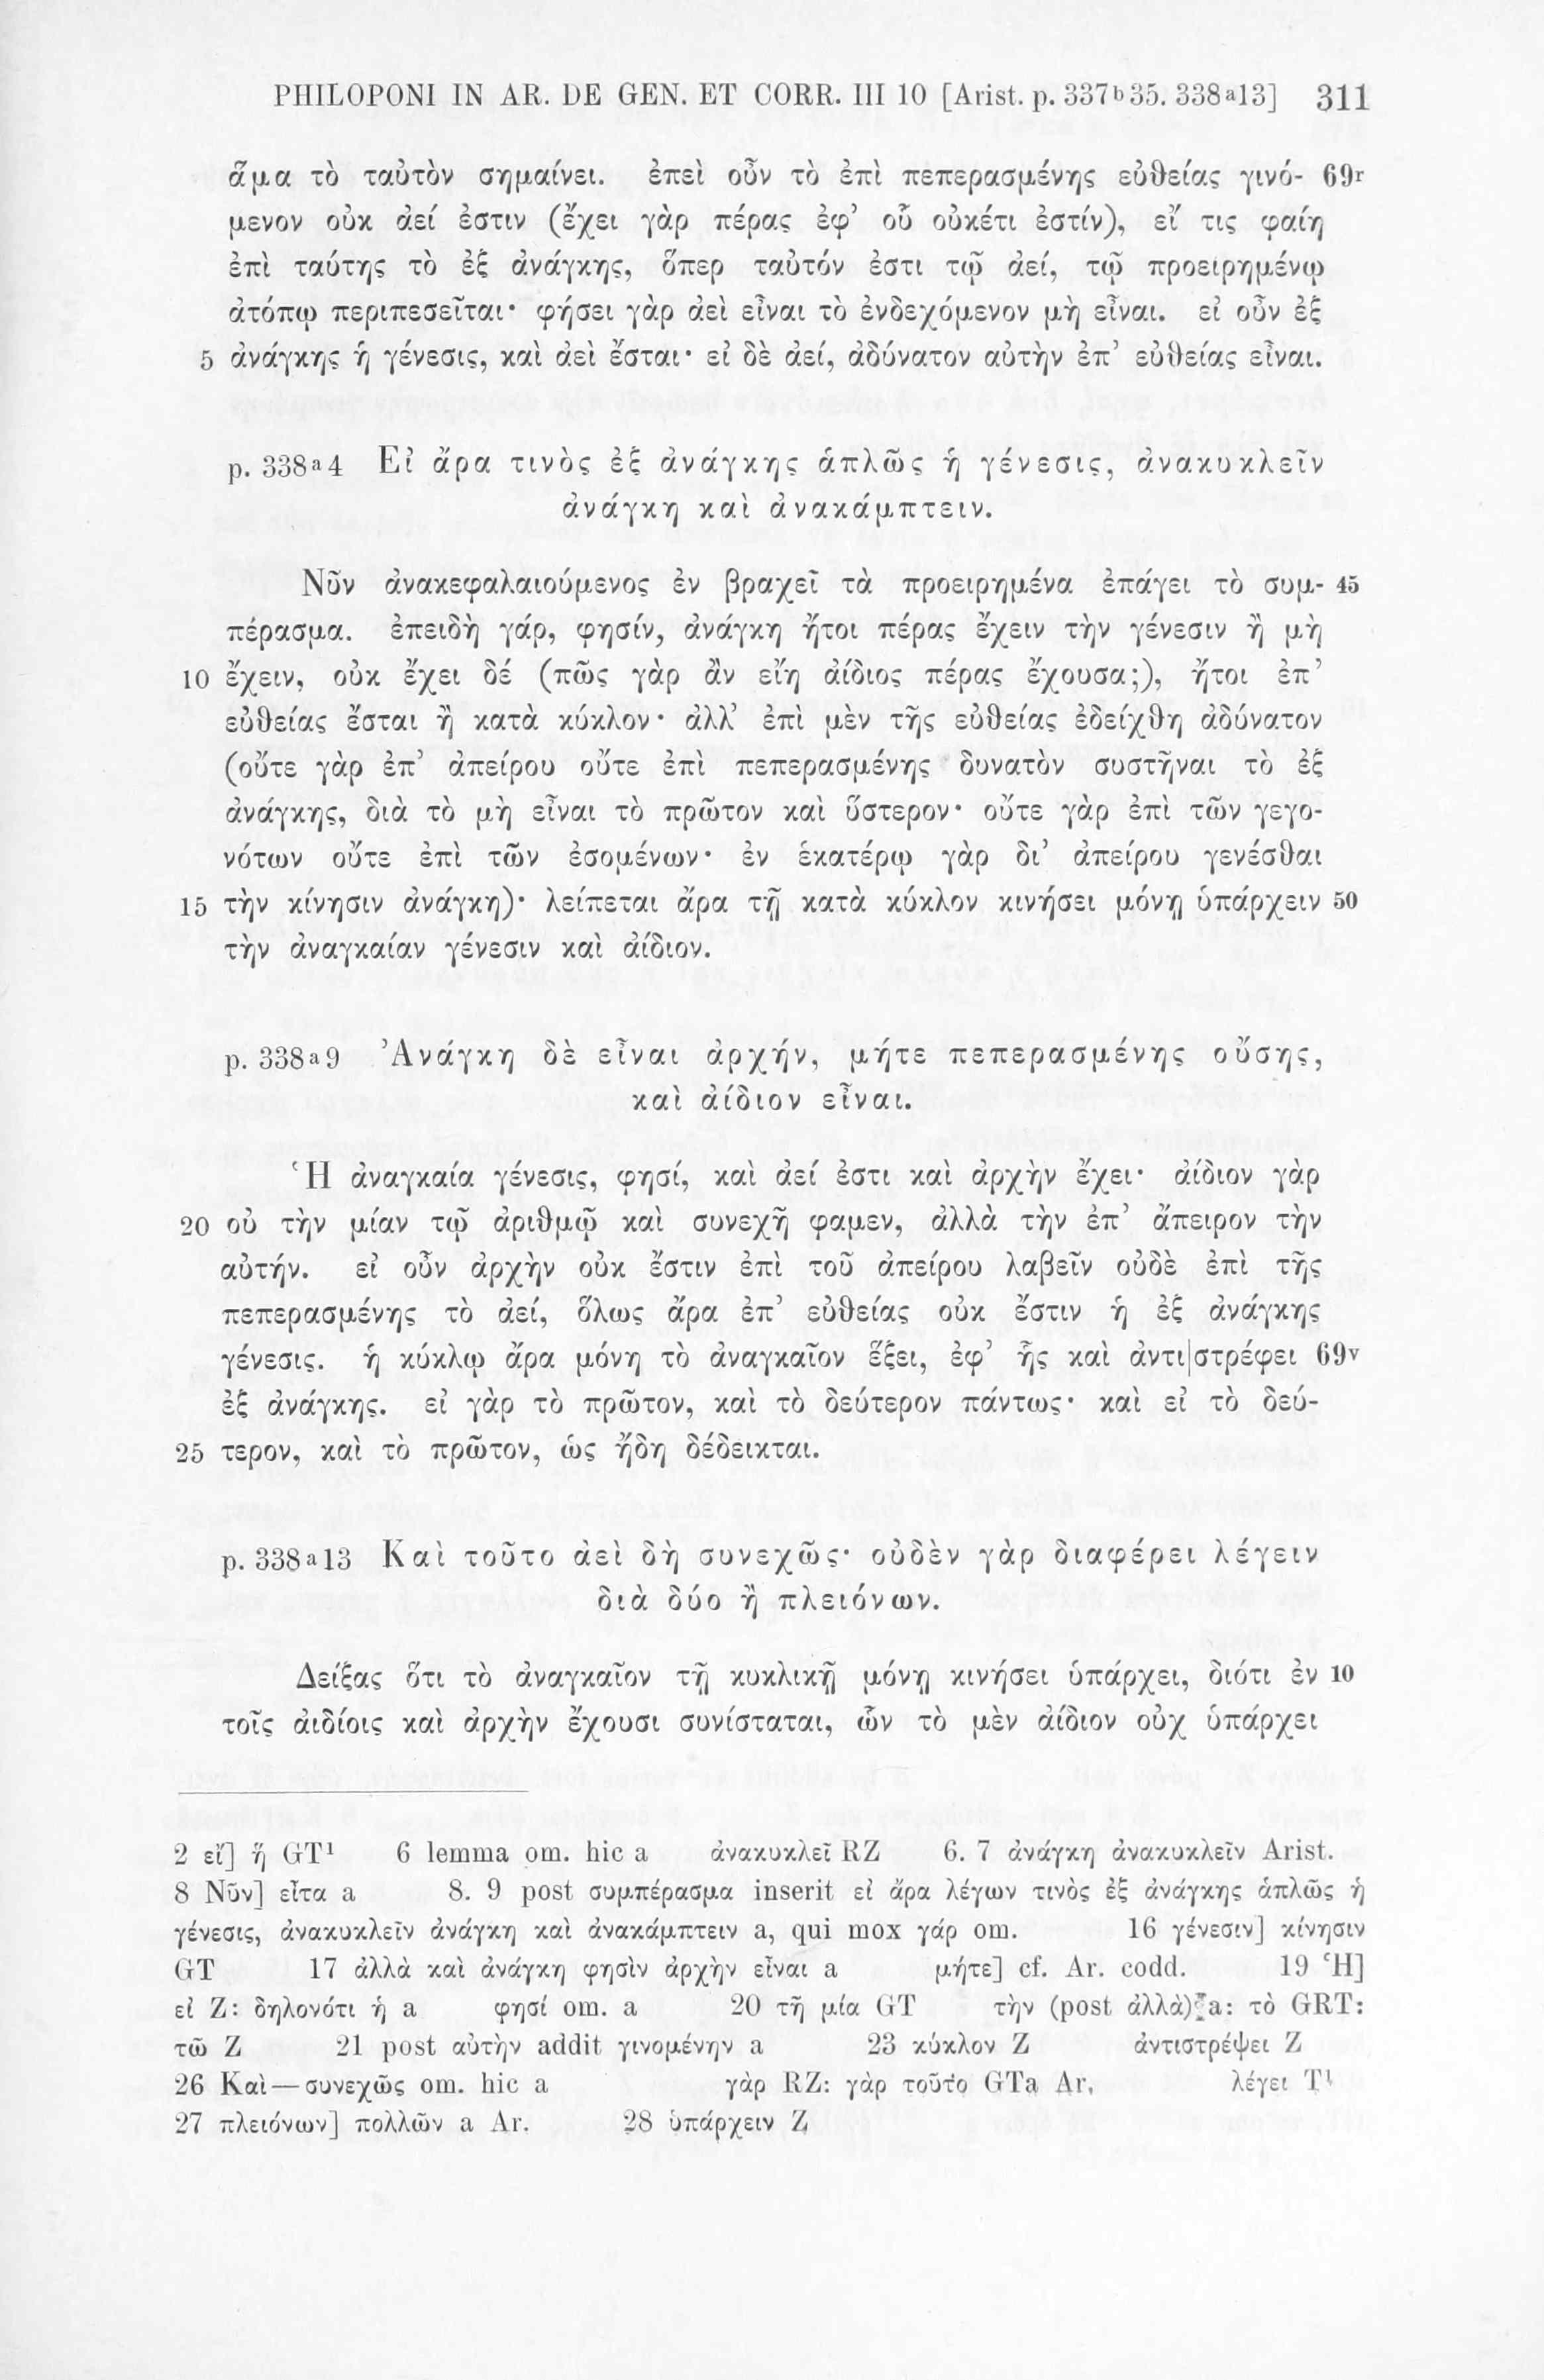 PHILOPONI IN AR. DE GEN. ET CORR. III 10 [Arist. p. 337b35. 338a13] 311
ἅμα τὸ ταὐτὸν σημαίνει. ἐπεὶ οὖν τὸ ἐπὶ πεπερασμένης εὐθείας γινό- 69r
μενον οὐκ ἀεί ἐστιν (ἔχει γὰρ πέρας ἐφ’ οὗ οὐκέτι ἐστίν), εἴ τις φαίη
ἐπὶ ταύτης τὸ ἐξ ἀνάγκης, ὅπερ ταὐτόν ἐστι τῷ ἀεί, τῷ προειρημένῳ
ἀτόπῳ περιπεσεῖται· φήσει γὰρ ἀεὶ εἶναι τὸ ἐνδεχόμενον μὴ εἶναι. εἰ οὖν ἐξ
5 ἀνάγκης ἡ γένεσις, καὶ ἀεὶ ἔσται· εἰ δὲ ἀεί, ἀδύνατον αὐτὴν ἐπ’ εὐθείας εἶναι.
p. 338a4 Εἰ ἄρα τινὸς ἐξ ἀνάγκης ἁπλῶς ἡ γένεσις, ἀνακυκλεῖν
ἀνάγκη καὶ ἀνακάμπτειν.
Νῦν ἀνακεφαλαιούμενος ἐν βραχεῖ τὰ προειρημένα ἐπάγει τὸ συμ- 45
πέρασμα. ἐπειδὴ γάρ, φησίν, ἀνάγκη ἤτοι πέρας ἔχειν τὴν γένεσιν ἢ μὴ
10 ἔχειν, οὐκ ἔχει δέ (πῶς γὰρ ἂν εἴη ἀίδιος πέρας ἔχουσα;), ἤτοι ἐπ’
εὐθείας ἔσται ἢ κατὰ κύκλον· ἀλλ’ ἐπὶ μὲν τῆς εὐθείας ἐδείχθη ἀδύνατον
(οὔτε γὰρ ἐπ’ ἀπείρου οὔτε ἐπὶ πεπερασμένης δυνατὸν συστῆναι τὸ ἐξ
ἀνάγκης, διὰ τὸ μὴ εἶναι τὸ πρῶτον καὶ ὕστερον· οὔτε γὰρ ἐπὶ τῶν γεγο-
νότων οὔτε ἐπὶ τῶν ἐσομένων· ἐν ἑκατέρῳ γὰρ δι’ ἀπείρου γενέσθαι
15 τὴν κίνησιν ἀνάγκη)· λείπεται ἄρα τῇ κατὰ κύκλον κινήσει μόνῃ ὑπάρχειν 50
τὴν ἀναγκαίαν γένεσιν καὶ ἀίδιον.
p. 338a9 Ἀνάγκη δὲ εἶναι ἀρχήν, μήτε πεπερασμένης οὔσης,
καὶ ἀίδιον εἶναι.
Ἡ ἀναγκαία γένεσις, φησί, καὶ ἀεί ἐστι καὶ ἀρχὴν ἔχει· ἀίδιον γὰρ
20 οὐ τὴν μίαν τῷ ἀριθμῷ καὶ συνεχῆ φαμεν, ἀλλὰ τὴν ἐπ’ ἄπειρον τὴν
αὐτήν. εἰ οὖν ἀρχὴν οὐκ ἔστιν ἐπὶ τοῦ ἀπείρου λαβεῖν οὐδὲ ἐπὶ τῆς
πεπερασμένης τὸ ἀεί, ὅλως ἄρα ἐπ’ εὐθείας οὐκ ἔστιν ἡ ἐξ ἀνάγκης
γένεσις. ἡ κύκλῳ ἄρα μόνη τὸ ἀναγκαῖον ἕξει, ἐφ’ ἧς καὶ ἀντι|στρέφει 69v
ἐξ ἀνάγκης. εἰ γὰρ τὸ πρῶτον, καὶ τὸ δεύτερον πάντως· καὶ εἰ τὸ δεύ-
25 τερον, καὶ τὸ πρῶτον, ὡς ἤδη δέδεικται.
p. 338a13 Καὶ τοῦτο ἀεὶ δὴ συνεχῶς· οὐδὲν γὰρ διαφέρει λέγειν
διὰ δύο ἢ πλειόνων.
Δείξας ὅτι τὸ ἀναγκαῖον τῇ κυκλικῇ μόνῃ κινήσει ὑπάρχει, διότι ἐν 10
τοῖς ἀιδίοις καὶ ἀρχὴν ἔχουσι συνίσταται, ὧν τὸ μὲν ἀίδιον οὐχ ὑπάρχει
2 εἴ] ἥ GT1 6 lemma om. hic a ἀνακυκλεῖ RZ 6. 7 ἀνάγκη ἀνακυκλεῖν Arist.
8 Νῦν] εἶτα a 8. 9 post συμπέρασμα inserit εἰ ἄρα λέγων τινὸς ἐξ ἀνάγκης ἁπλῶς ἡ
γένεσις, ἀνακυκλεῖν ἀνάγκη καὶ ἀνακάμπτειν a, qui mox γάρ om. 16 γένεσιν] κίνησιν
GT 17 ἀλλὰ καὶ ἀνάγκη φησὶν ἀρχὴν εἶναι a μήτε] cf. Ar. codd. 19 Ἡ]
εἰ Z: δηλονότι ἡ a φησί om. a 20 τῆ μία GT τὴν (post ἀλλὰ) a: τὸ GRT:
τῶ Z 21 post αὐτὴν addit γινομένην a 23 κύκλον Z ἀντιστρέψει Z
26 Καὶ—συνεχῶς om. hic a γὰρ RZ: γὰρ τοῦτο GTa Ar. λέγει T1
27 πλειόνων] πολλῶν a Ar. 28 ὑπάρχειν Z